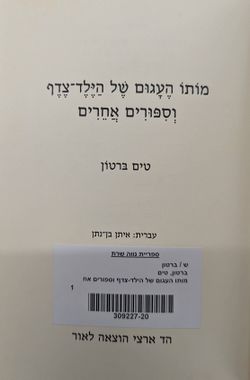 מוֹתוֹ הֶעָגוּם שֶׁל הַיֶּלֶד־צֶדֶף
וְסִפּוּרִים אֲחֵרִים
טים ברטון
עברית: איתן בן־נתן
ספריית נווה שרת
ש / ברטון
ברטון, טים
מותו העגום של הילד-צדף וספורים אח
1
309227-20
הד ארצי הוצאה לאור